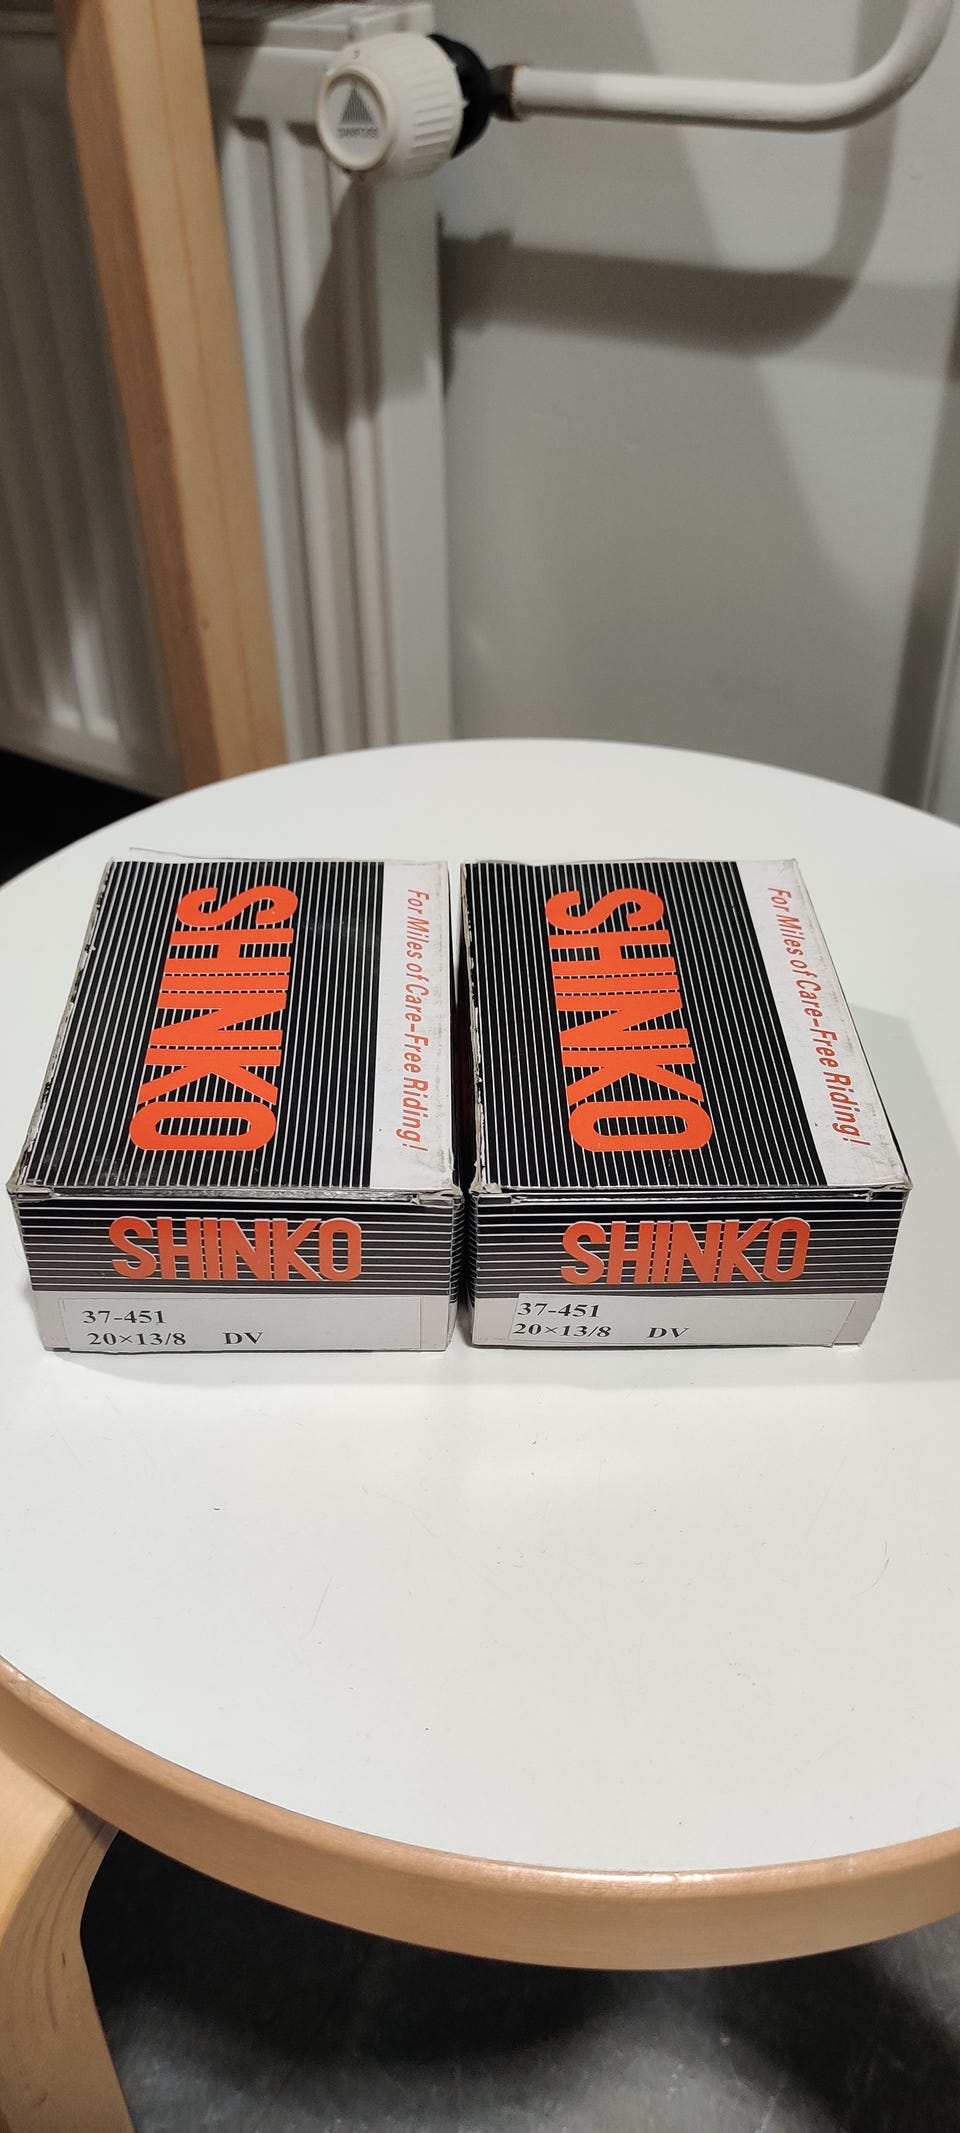 SHINKO
For Miles of Care-Free Riding!
SHINKO
For Miles of Care-Free Riding!
SHINKO
37-451
20×13/8 DV
SHINKO
37-451
20×13/8 DV